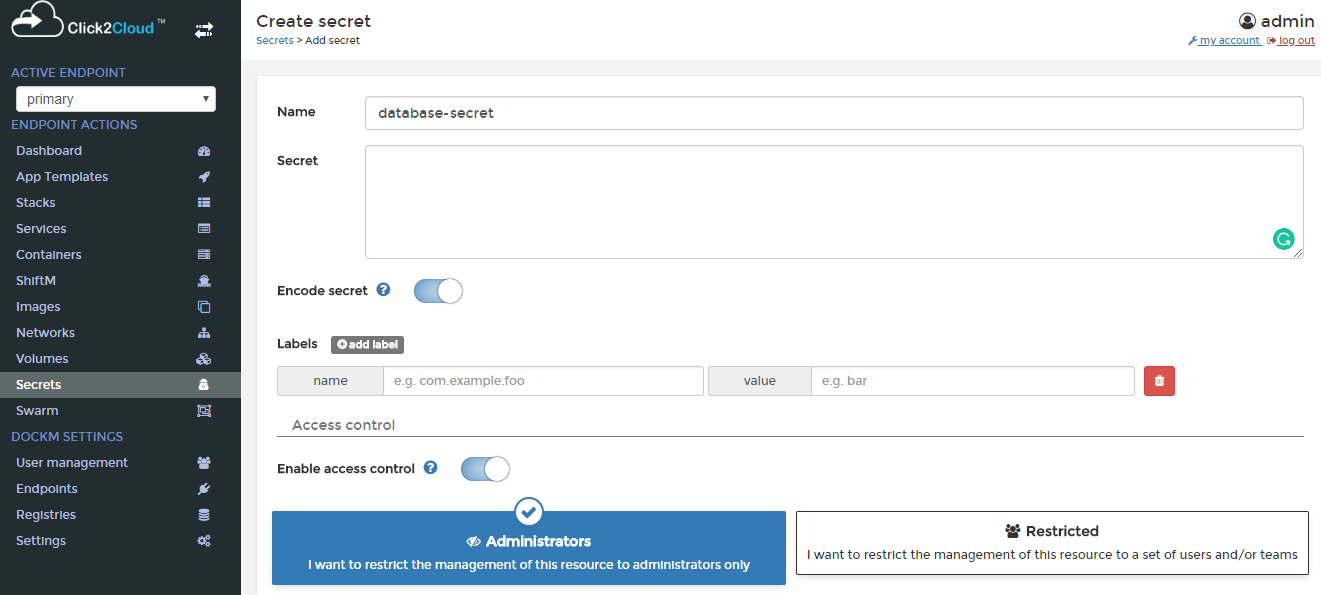 Click2Cloud™
ACTIVE ENDPOINT
primary
ENDPOINT ACTIONS
Dashboard
App Templates
Stacks
Services
Containers
ShiftM
Images
Networks
Volumes
Secrets
Swarm
DOCKM SETTINGS
User management
Endpoints
Registries
Settings
Create secret
Secrets > Add secret
admin
my account log out
Name database-secret
Secret
Encode secret ?
Labels add label
name e.g. com.example.foo value e.g. bar
Access control
Enable access control ?
Administrators
I want to restrict the management of this resource to administrators only
Restricted
I want to restrict the management of this resource to a set of users and/or teams